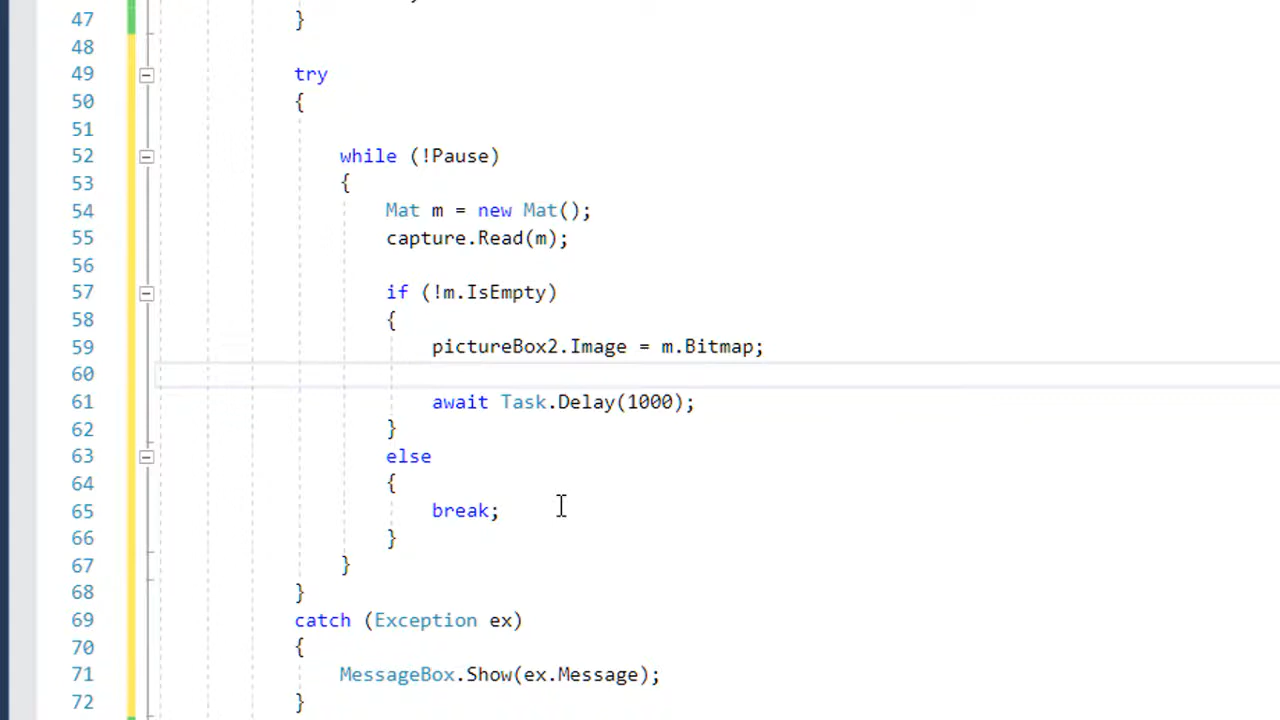 47 }
48
49 try
50 {
51
52 while (!Pause)
53 {
54 Mat m = new Mat();
55 capture.Read(m);
56
57 if (!m.IsEmpty)
58 {
59 pictureBox2.Image = m.Bitmap;
60
61 await Task.Delay(1000);
62 }
63 else
64 {
65 break;
66 }
67 }
68 }
69 catch (Exception ex)
70 {
71 MessageBox.Show(ex.Message);
72 }